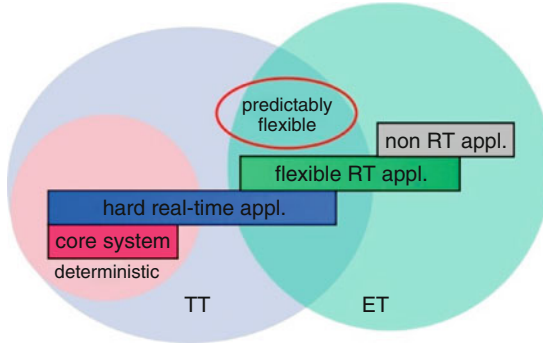 predictably
flexible
non RT appl.
flexible RT appl.
hard real-time appl.
core system
deterministic
TT
ET